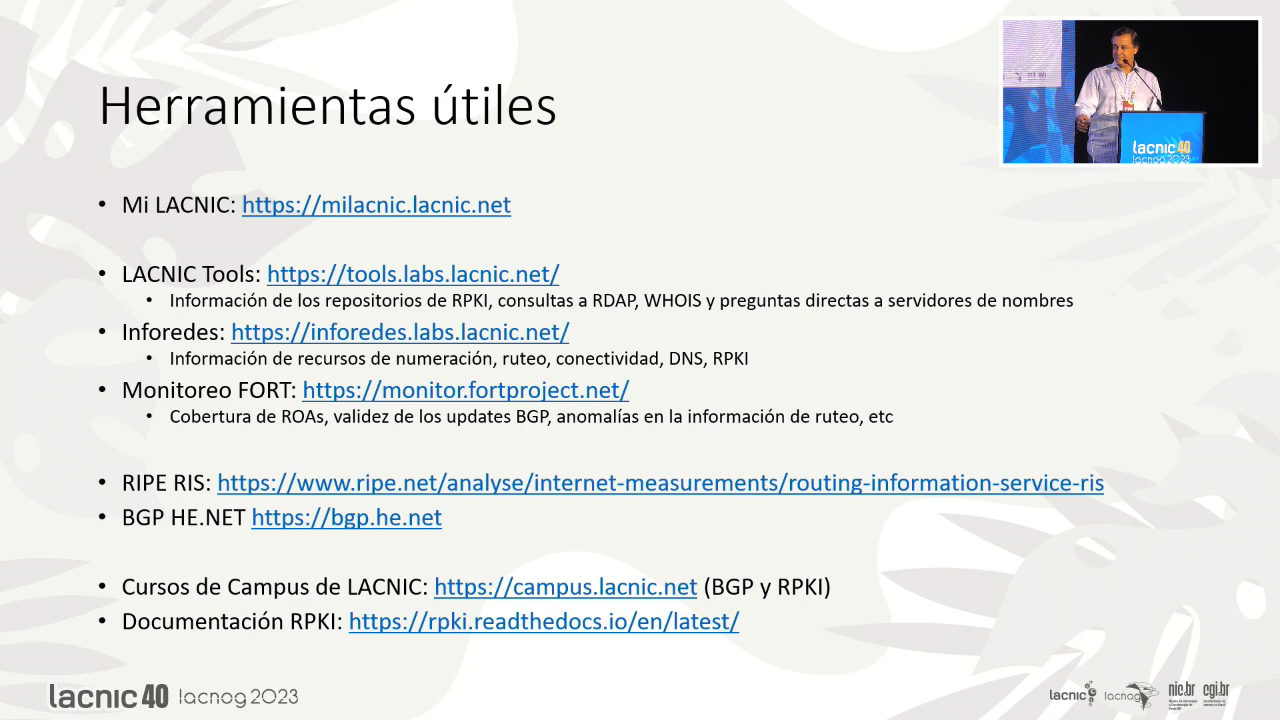 Herramientas útiles
lacnic 40
lacnog 2023
• Mi LACNIC: https://milacnic.lacnic.net
• LACNIC Tools: https://tools.labs.lacnic.net/
• Información de los repositorios de RPKI, consultas a RDAP, WHOIS y preguntas directas a servidores de nombres
• Inforedes: https://inforedes.labs.lacnic.net/
• Información de recursos de numeración, ruteo, conectividad, DNS, RPKI
• Monitoreo FORT: https://monitor.fortproject.net/
• Cobertura de ROAs, validez de los updates BGP, anomalías en la información de ruteo, etc
• RIPE RIS: https://www.ripe.net/analyse/internet-measurements/routing-information-service-ris
• BGP HE.NET https://bgp.he.net
• Cursos de Campus de LACNIC: https://campus.lacnic.net (BGP y RPKI)
• Documentación RPKI: https://rpki.readthedocs.io/en/latest/
lacnic 40 lacnog 2023
lacnic lacnog nic.br cgi.br